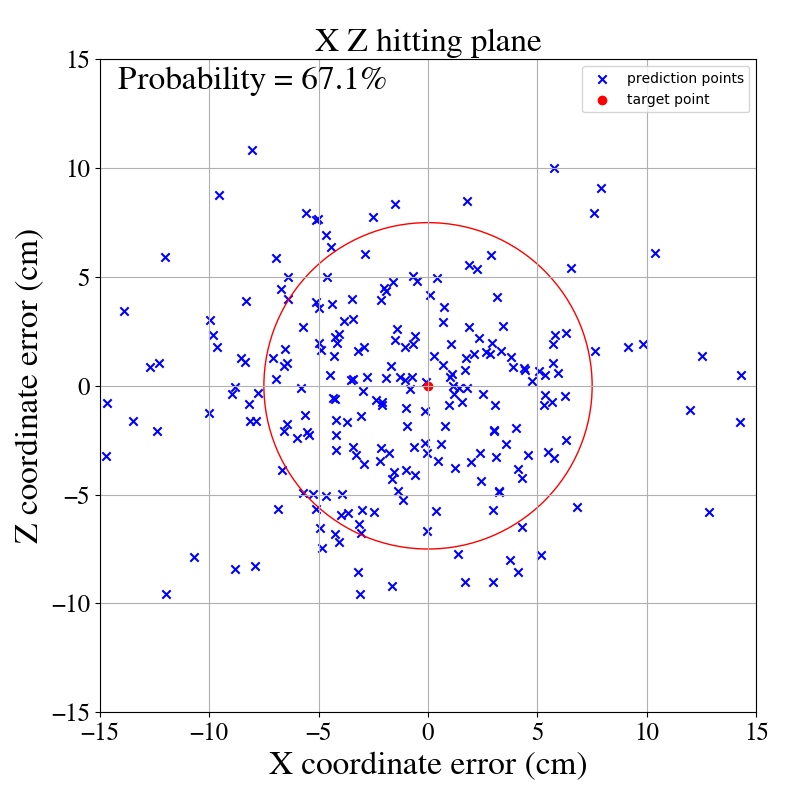 X Z hitting plane
Probability = 67.1%
prediction points
target point
Z coordinate error (cm)
15
10
5
0
−5
−10
−15
−15
−10
−5
0
5
10
15
X coordinate error (cm)